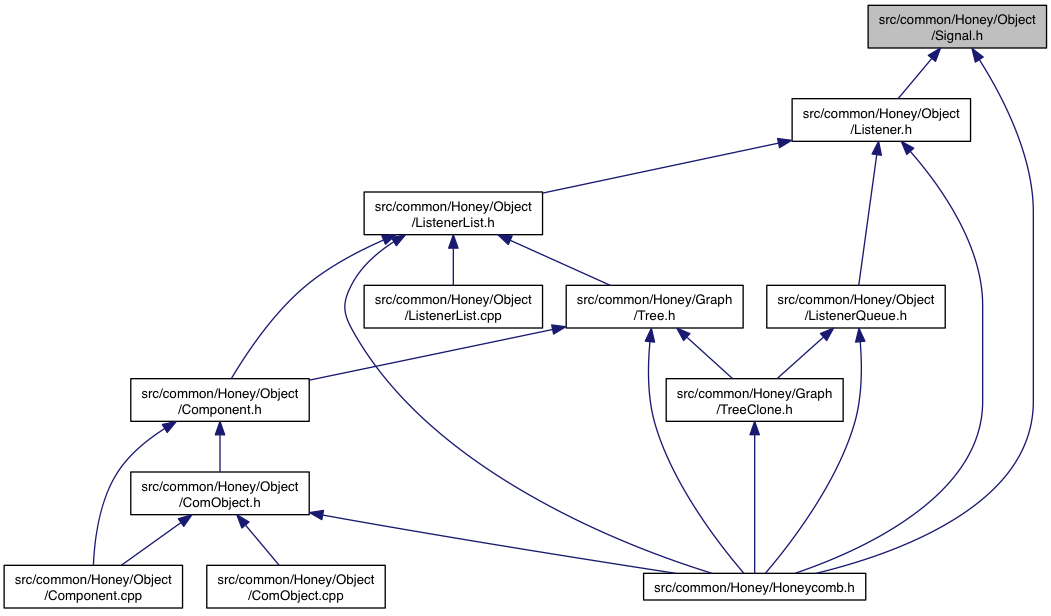 src/common/Honey/Object
/Signal.h
src/common/Honey/Object
/Listener.h
src/common/Honey/Object
/ListenerList.h
src/common/Honey/Object
/ListenerList.cpp
src/common/Honey/Graph
/Tree.h
src/common/Honey/Object
/ListenerQueue.h
src/common/Honey/Object
/Component.h
src/common/Honey/Graph
/TreeClone.h
src/common/Honey/Object
/ComObject.h
src/common/Honey/Object
/Component.cpp
src/common/Honey/Object
/ComObject.cpp
src/common/Honey/Honeycomb.h